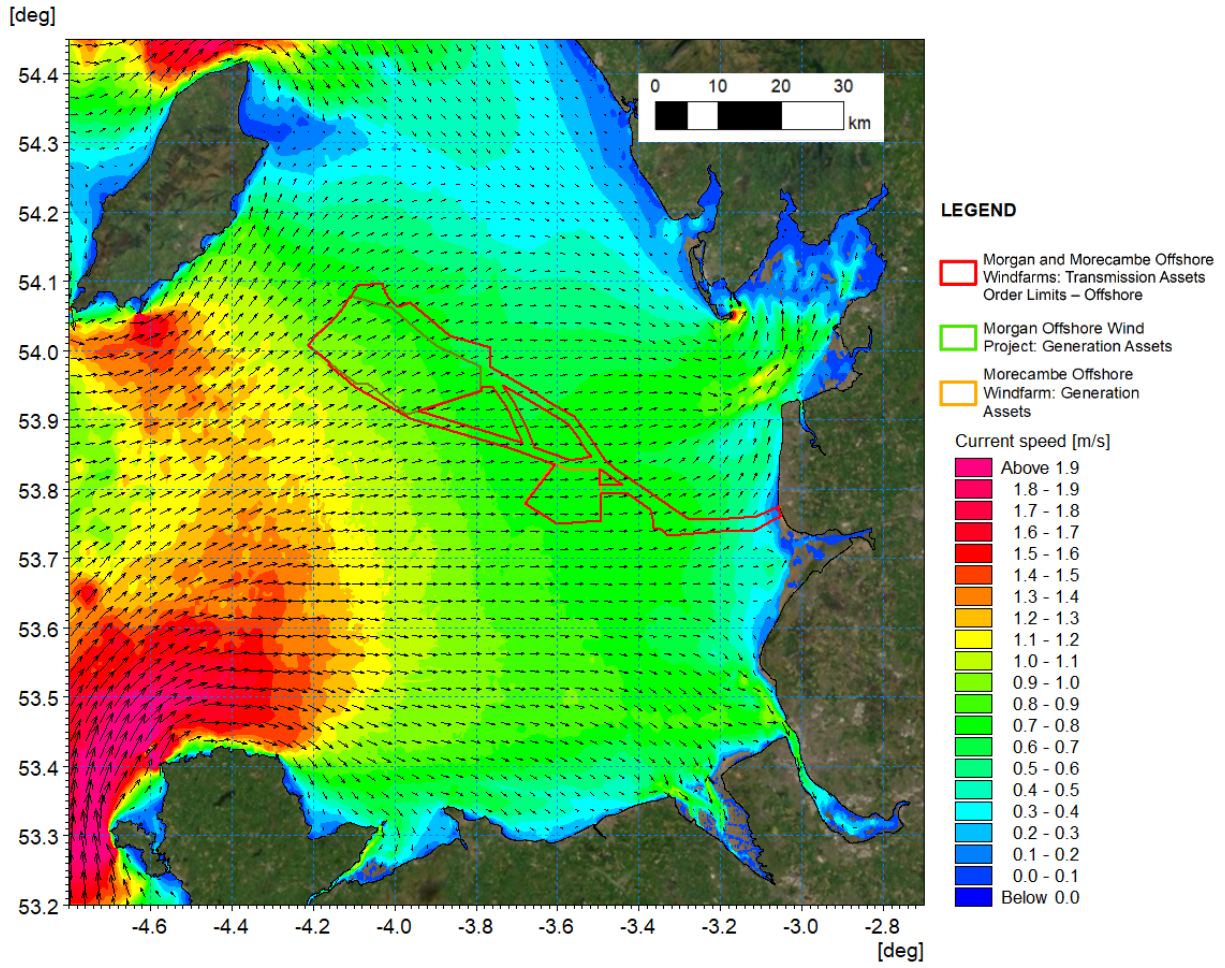 [deg]
54.4
54.3
54.2
54.1
54.0
53.9
53.8
53.7
53.6
53.5
53.4
53.3
53.2
-4.6
-4.4
-4.2
-4.0
-3.8
-3.6
-3.4
-3.2
-3.0
-2.8
[deg]
0 10 20 30
km
LEGEND
Morgan and Morecambe Offshore
Windfarms: Transmission Assets
Order Limits – Offshore
Morgan Offshore Wind
Project: Generation Assets
Morecambe Offshore
Windfarm: Generation
Assets
Current speed [m/s]
Above 1.9
1.8 - 1.9
1.7 - 1.8
1.6 - 1.7
1.5 - 1.6
1.4 - 1.5
1.3 - 1.4
1.2 - 1.3
1.1 - 1.2
1.0 - 1.1
0.9 - 1.0
0.8 - 0.9
0.7 - 0.8
0.6 - 0.7
0.5 - 0.6
0.4 - 0.5
0.3 - 0.4
0.2 - 0.3
0.1 - 0.2
0.0 - 0.1
Below 0.0